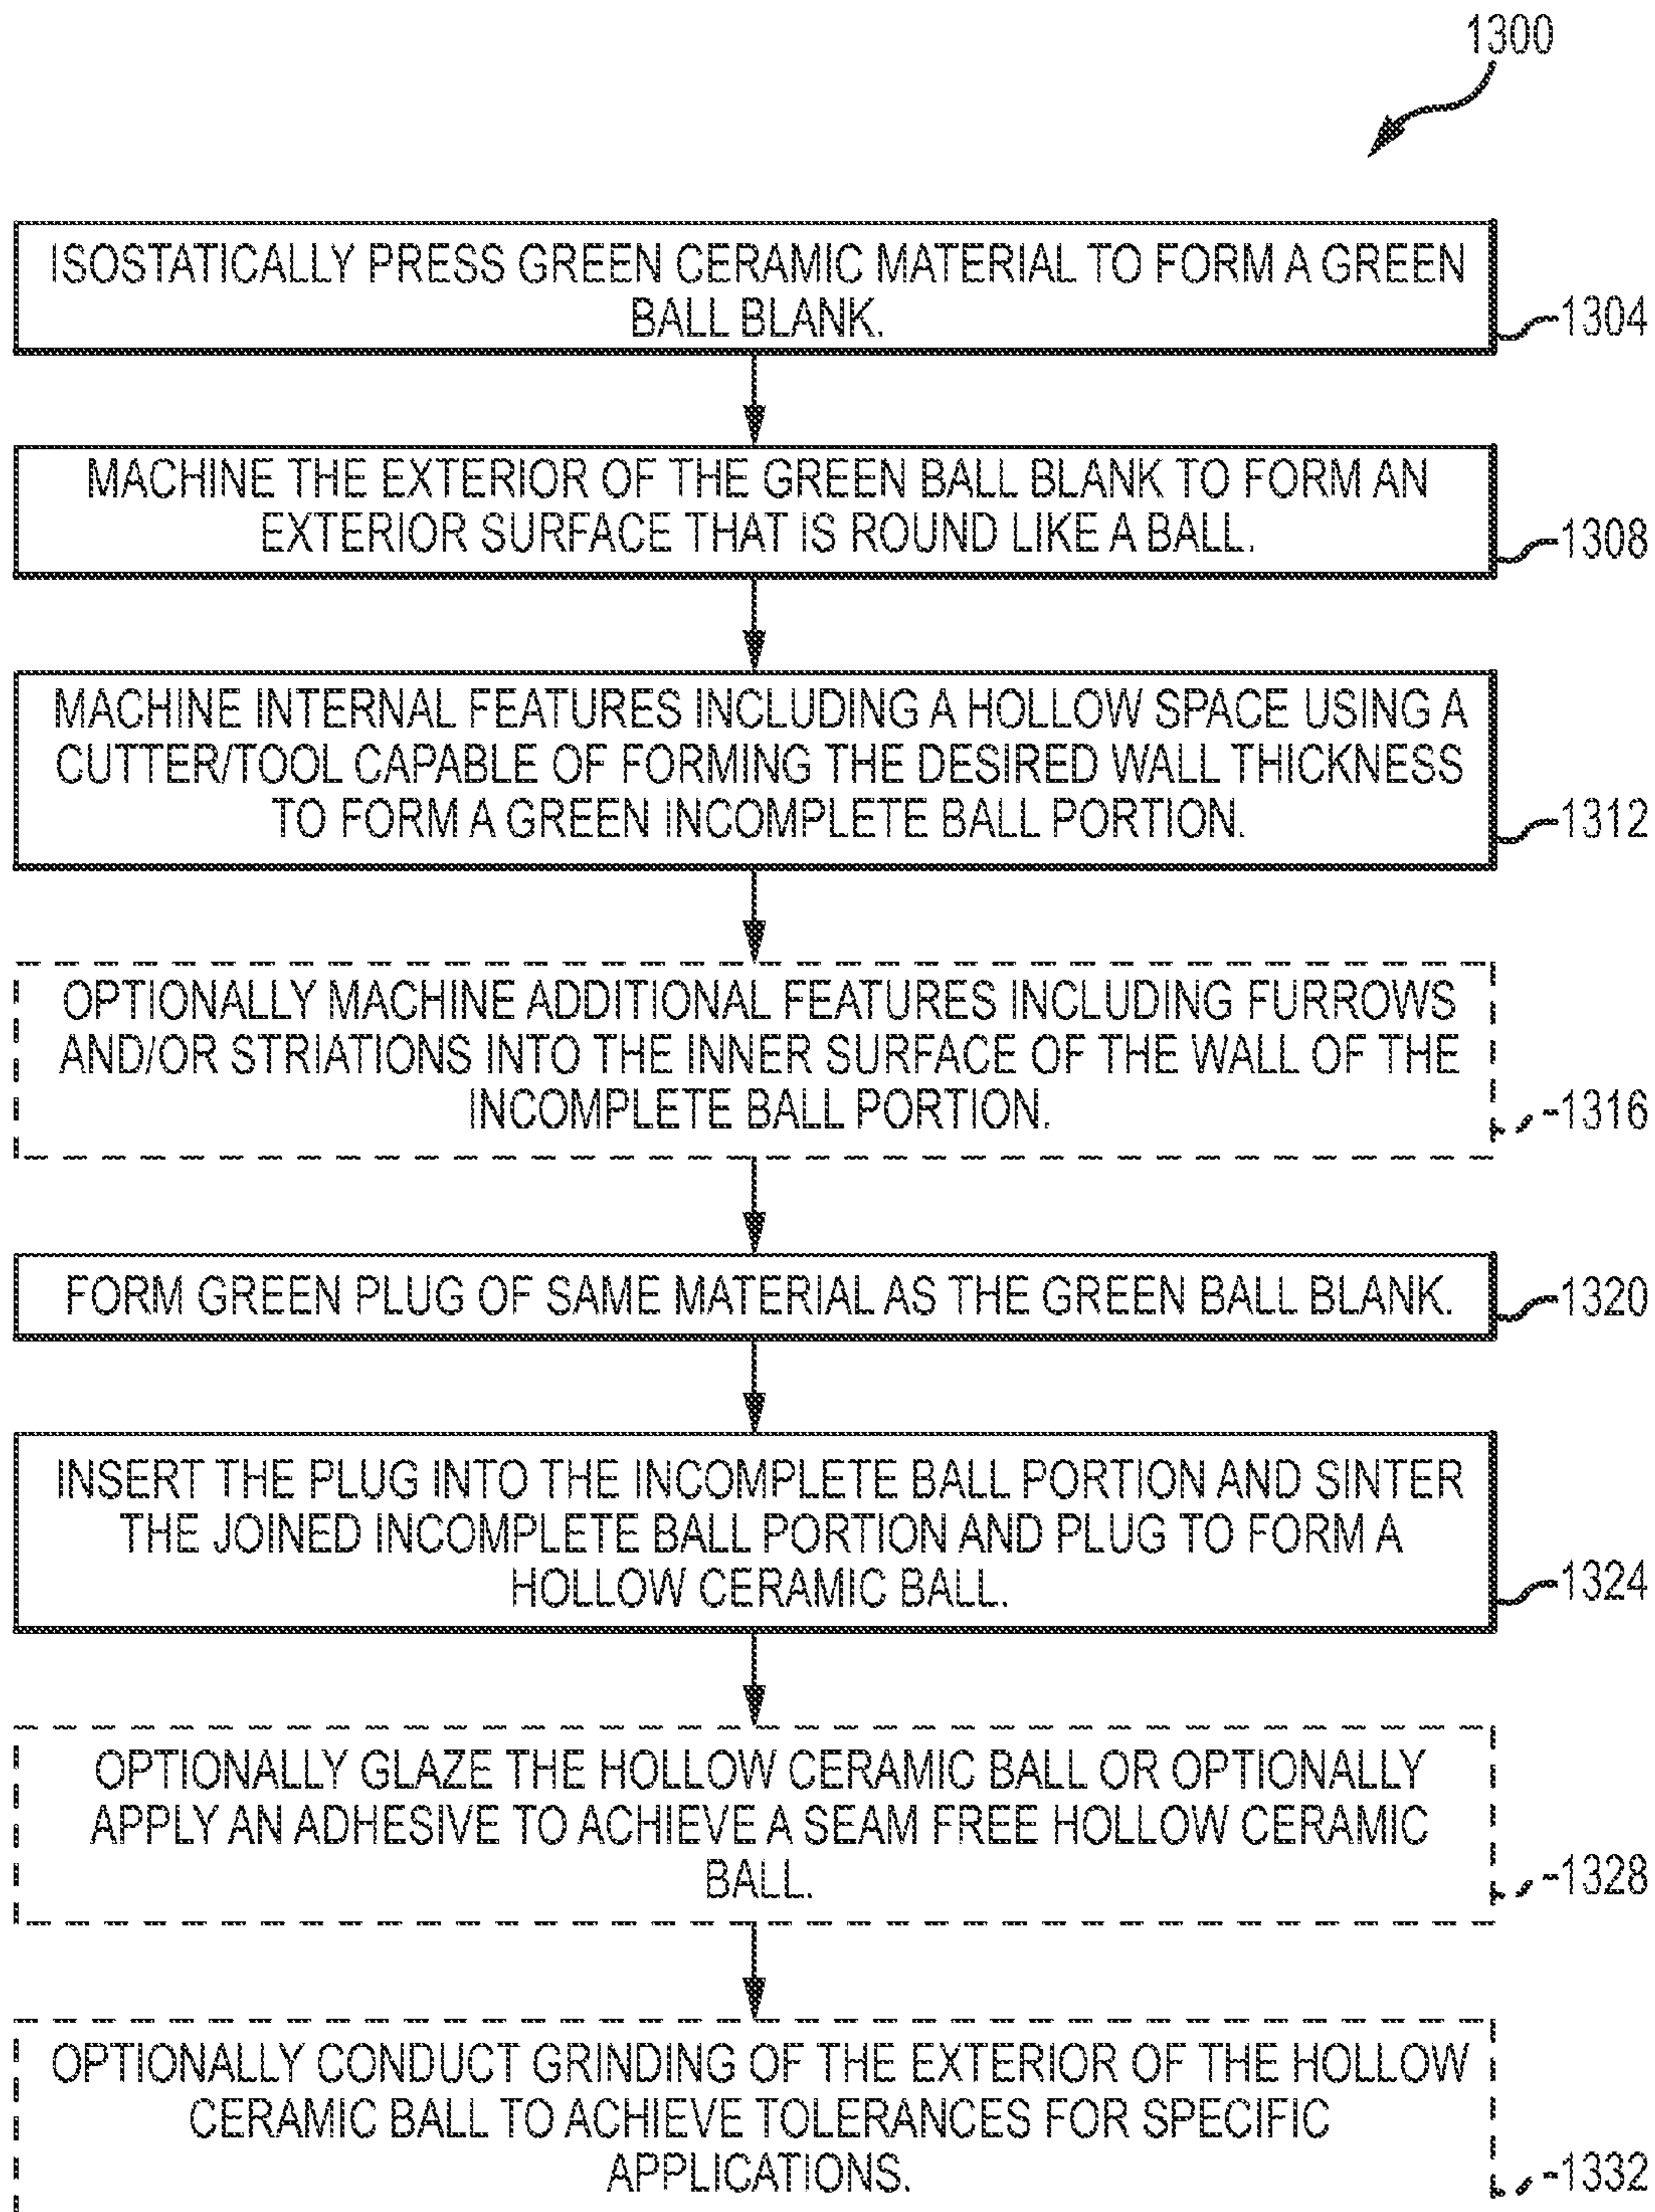 1300
ISOSTATICALLY PRESS GREEN CERAMIC MATERIAL TO FORM A GREEN
BALL BLANK.
1304
MACHINE THE EXTERIOR OF THE GREEN BALL BLANK TO FORM AN
EXTERIOR SURFACE THAT IS ROUND LIKE A BALL.
1308
MACHINE INTERNAL FEATURES INCLUDING A HOLLOW SPACE USING A
CUTTER/TOOL CAPABLE OF FORMING THE DESIRED WALL THICKNESS
TO FORM A GREEN INCOMPLETE BALL PORTION.
1312
OPTIONALLY MACHINE ADDITIONAL FEATURES INCLUDING FURROWS
AND/OR STRIATIONS INTO THE INNER SURFACE OF THE WALL OF THE
INCOMPLETE BALL PORTION.
1316
FORM GREEN PLUG OF SAME MATERIAL AS THE GREEN BALL BLANK.
1320
INSERT THE PLUG INTO THE INCOMPLETE BALL PORTION AND SINTER
THE JOINED INCOMPLETE BALL PORTION AND PLUG TO FORM A
HOLLOW CERAMIC BALL.
1324
OPTIONALLY GLAZE THE HOLLOW CERAMIC BALL OR OPTIONALLY
APPLY AN ADHESIVE TO ACHIEVE A SEAM FREE HOLLOW CERAMIC
BALL.
1328
OPTIONALLY CONDUCT GRINDING OF THE EXTERIOR OF THE HOLLOW
CERAMIC BALL TO ACHIEVE TOLERANCES FOR SPECIFIC
APPLICATIONS.
1332